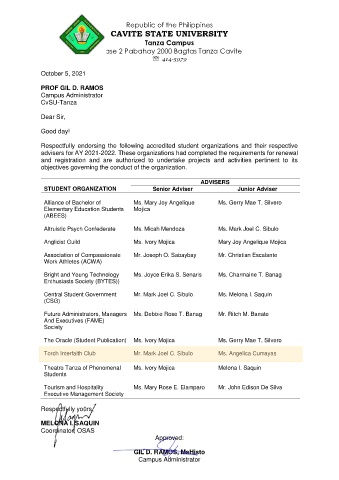 Republic of the Philippines
CAVITE STATE UNIVERSITY
Tanza Campus
ase 2 Pabahay 2000 Bagtas Tanza Cavite
☎ 414-3979
October 5, 2021
PROF GIL D. RAMOS
Campus Administrator
CvSU-Tanza
Dear Sir,
Good day!
Respectfully endorsing the following accredited student organizations and their respective
advisers for AY 2021-2022. These organizations had completed the requirements for renewal
and registration and are authorized to undertake projects and activities pertinent to its
objectives governing the conduct of the organization.
ADVISERS
STUDENT ORGANIZATION Senior Adviser Junior Adviser
Alliance of Bachelor of Ms. Mary Joy Angelique Ms. Gerry Mae T. Silvero
Elementary Education Students Mojica
(ABEES)
Altruistic Psych Confederate Ms. Micah Mendoza Ms. Mark Joel C. Sibulo
Anglicist Guild Ms. Ivory Mojica Mary Joy Angelique Mojica
Association of Compassionate Mr. Joseph O. Sabaybay Mr. Christian Escalante
Work Athletes (ACWA)
Bright and Young Technology Ms. Joyce Erika S. Senaris Ms. Charmaine T. Banag
Enthusiasts Society (BYTES))
Central Student Government Mr. Mark Joel C. Sibulo Ms. Melona I. Saquin
(CSG)
Future Administrators, Managers Ms. Debbie Rose T. Banag Mr. Ritch M. Banate
And Executives (FAME)
Society
The Oracle (Student Publication) Ms. Ivory Mojica Ms. Gerry Mae T. Silvero
Torch Interfaith Club Mr. Mark Joel C. Sibulo Ms. Angelica Cumayas
Theatro Tanza of Phenomenal Ms. Ivory Mojica Melona I. Saquin
Students
Tourism and Hospitality Ms. Mary Rose E. Elamparo Mr. John Edison De Silva
Executive Management Society
Respectfully yours,
MELONA I. SAQUIN
Coordinator, OSAS
Approved:
GIL D. RAMOS,
Campus Administrator